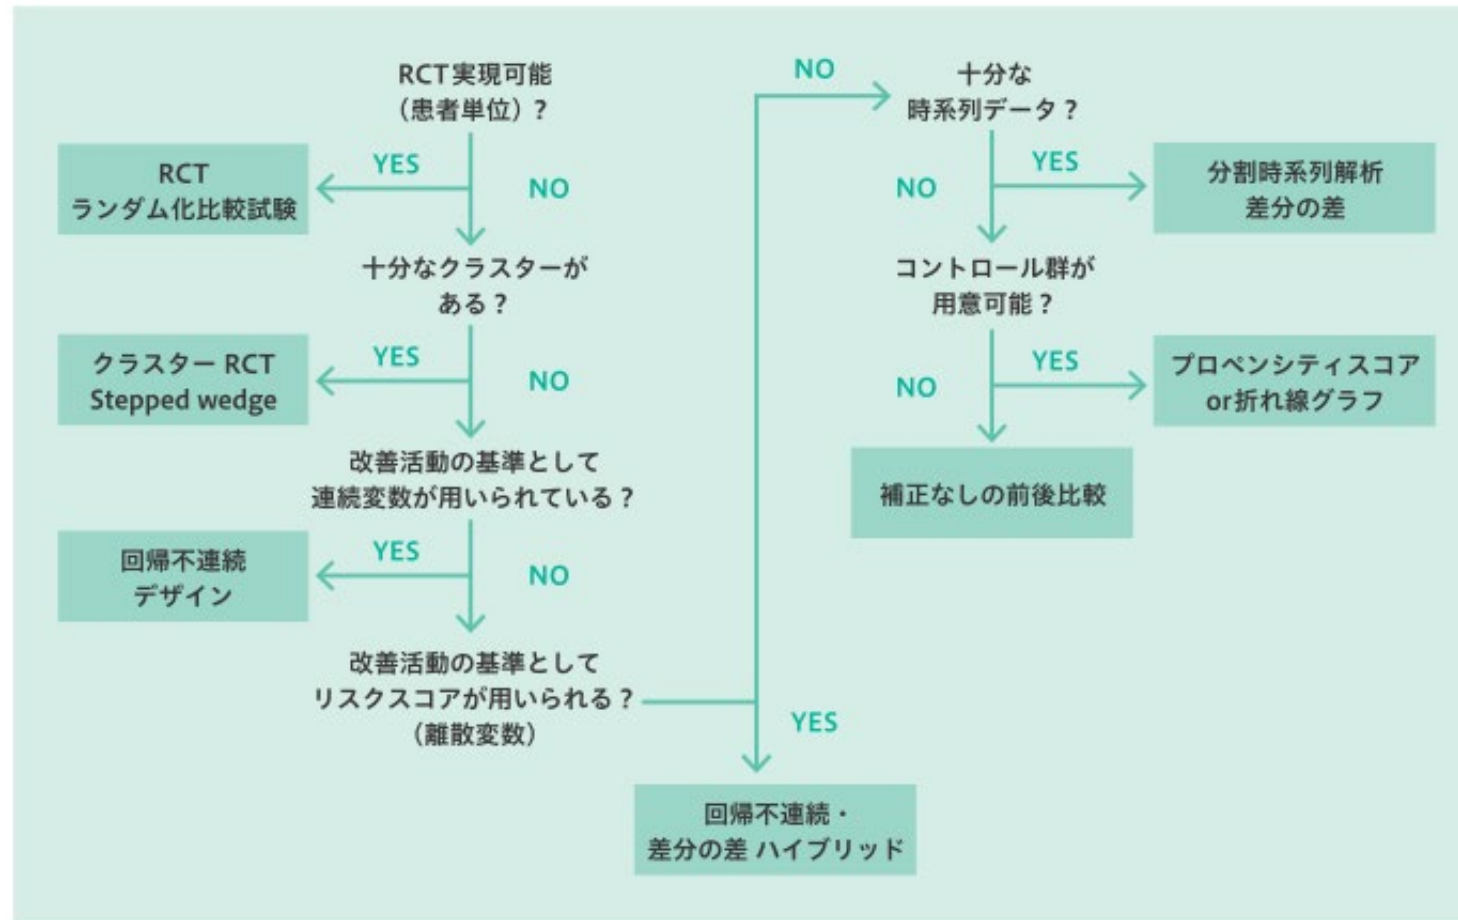 RCT実現可能
（患者単位）？
YES
NO
RCT
ランダム化比較試験
十分なクラスターが
ある？
YES
NO
クラスター RCT
Stepped wedge
改善活動の基準として
連続変数が用いられている？
YES
NO
回帰不連続
デザイン
改善活動の基準として
リスクスコアが用いられる？
（離散変数）
YES
回帰不連続・
差分の差 ハイブリッド
NO
十分な
時系列データ？
YES
NO
分割時系列解析
差分の差
コントロール群が
用意可能？
YES
NO
プロペンシティスコア
or折れ線グラフ
補正なしの前後比較